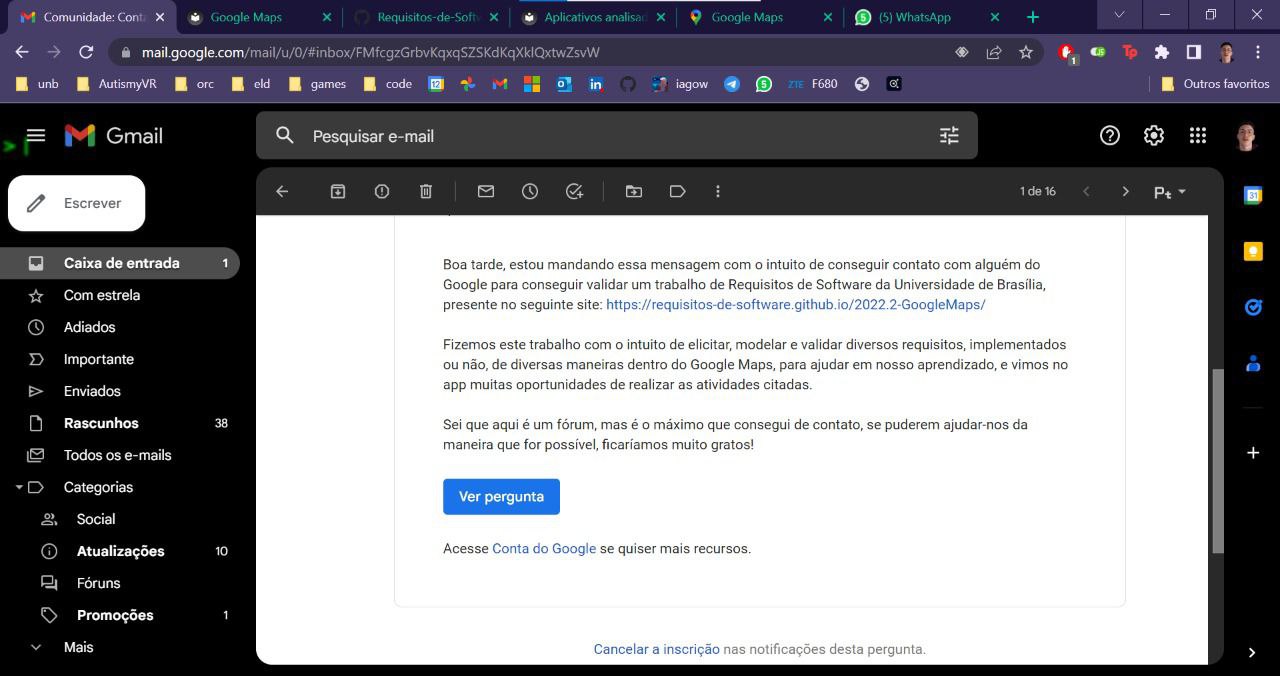 Comunidade: Conta
Google Maps
Requisitos-de-Softw
Aplicativos analisad
Google Maps
(5) WhatsApp
mail.google.com/mail/u/0/#inbox/FMfcgzGrbvKqxqSZSKdKqXklQxtwZsvW
1
Tp
unb
AutismyVR
orc
eld
games
code
12
iagow
5
ZTE F680
Outros favoritos
Gmail
Pesquisar e-mail
Escrever
1 de 16
Pt
31
Caixa de entrada 1
Com estrela
Adiados
Importante
Enviados
Rascunhos 38
Todos os e-mails
Categorias
Social
Atualizações 10
Fóruns
Promoções 1
Mais
Boa tarde, estou mandando essa mensagem com o intuito de conseguir contato com alguém do
Google para conseguir validar um trabalho de Requisitos de Software da Universidade de Brasília,
presente no seguinte site: https://requisitos-de-software.github.io/2022.2-GoogleMaps/
Fizemos este trabalho com o intuito de elicitar, modelar e validar diversos requisitos, implementados
ou não, de diversas maneiras dentro do Google Maps, para ajudar em nosso aprendizado, e vimos no
app muitas oportunidades de realizar as atividades citadas.
Sei que aqui é um fórum, mas é o máximo que consegui de contato, se puderem ajudar-nos da
maneira que for possível, ficaríamos muito gratos!
Ver pergunta
Acesse Conta do Google se quiser mais recursos.
Cancelar a inscrição nas notificações desta pergunta.